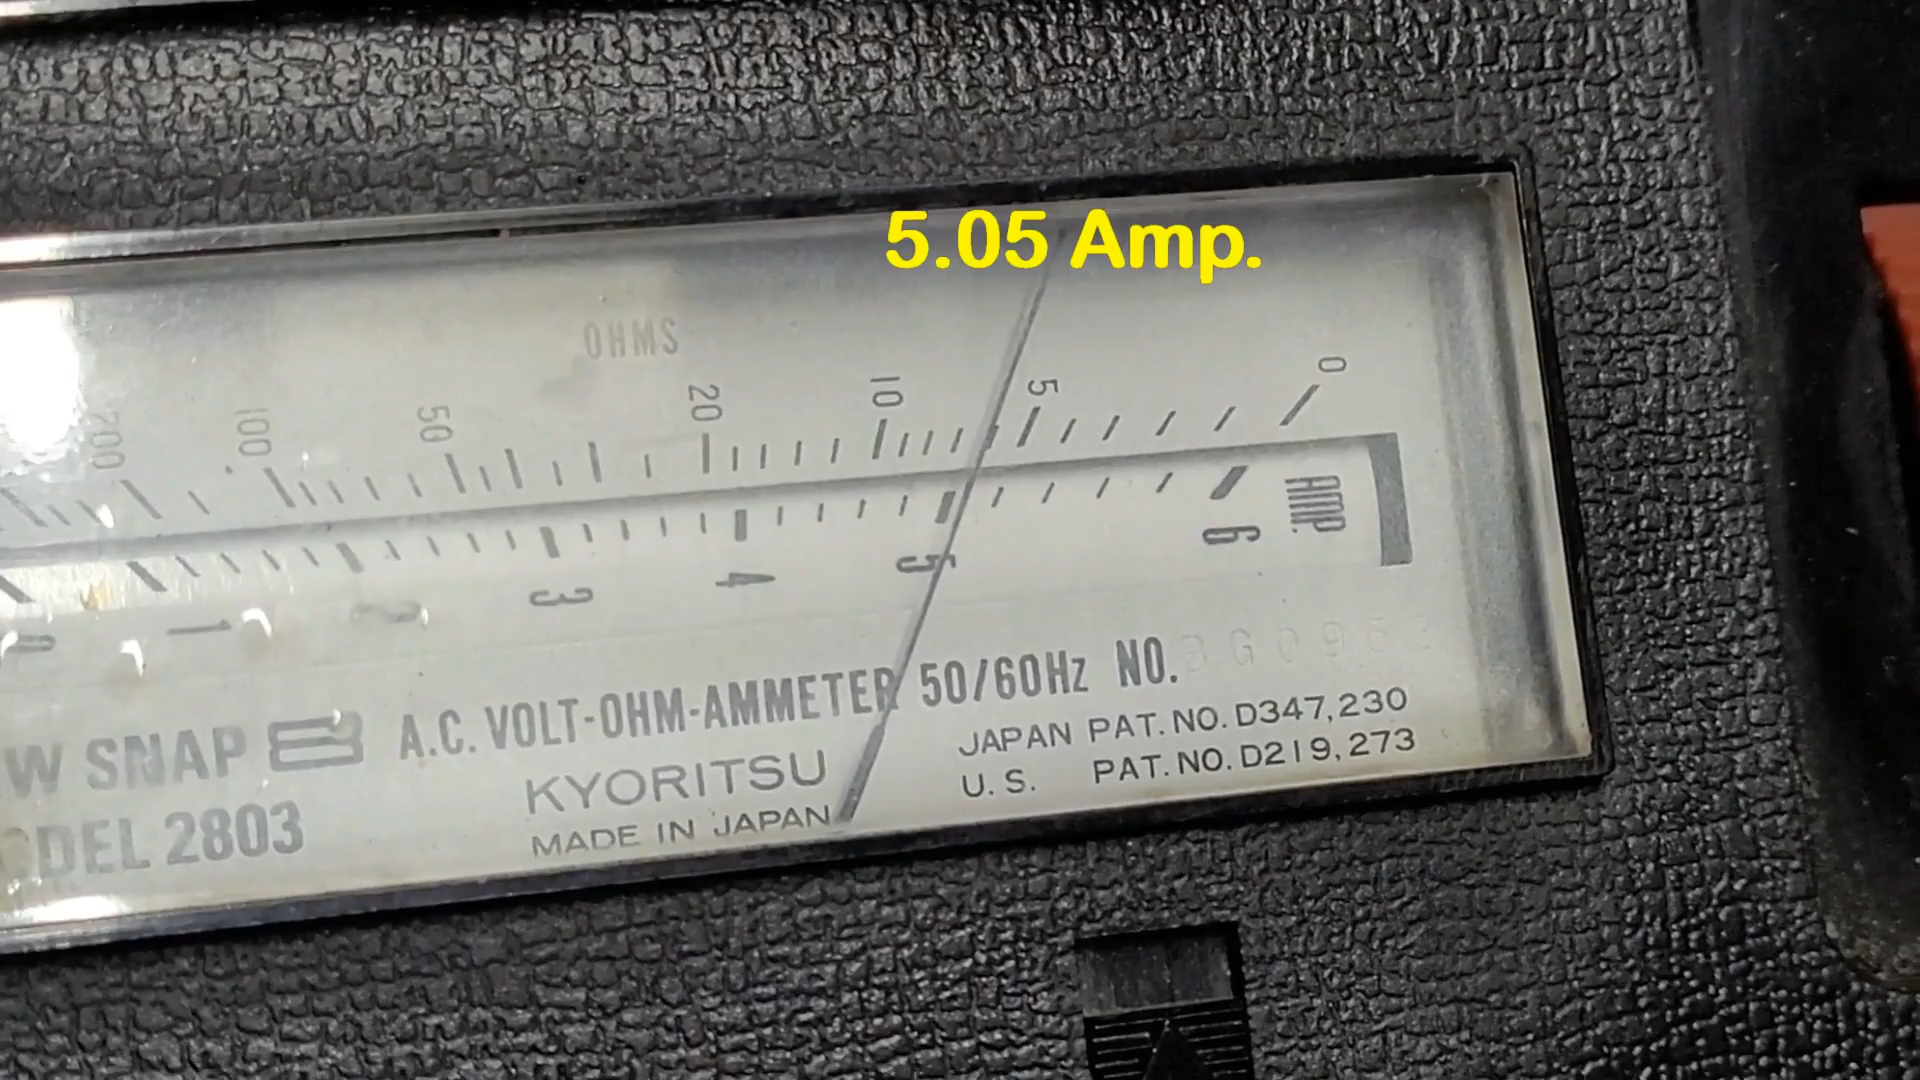 5.05 Amp.
OHMS
200 100 50 20 10 5 0
AMP.
0 1 2 3 4 5 6
W SNAP 8 A.C. VOLT-OHM-AMMETER 50/60Hz NO.
KYORITSU
MADE IN JAPAN
JAPAN PAT. NO. D347,230
U.S. PAT. NO. D219,273
DEL 2803